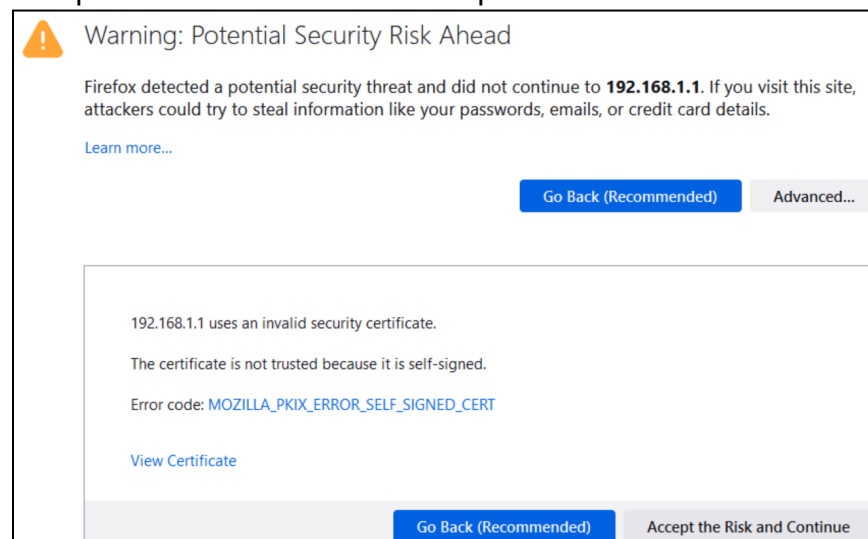 Warning: Potential Security Risk Ahead
Firefox detected a potential security threat and did not continue to 192.168.1.1. If you visit this site,
attackers could try to steal information like your passwords, emails, or credit card details.
Learn more...
Go Back (Recommended) Advanced...
192.168.1.1 uses an invalid security certificate.
The certificate is not trusted because it is self-signed.
Error code: MOZILLA_PKIX_ERROR_SELF_SIGNED_CERT
View Certificate
Go Back (Recommended) Accept the Risk and Continue